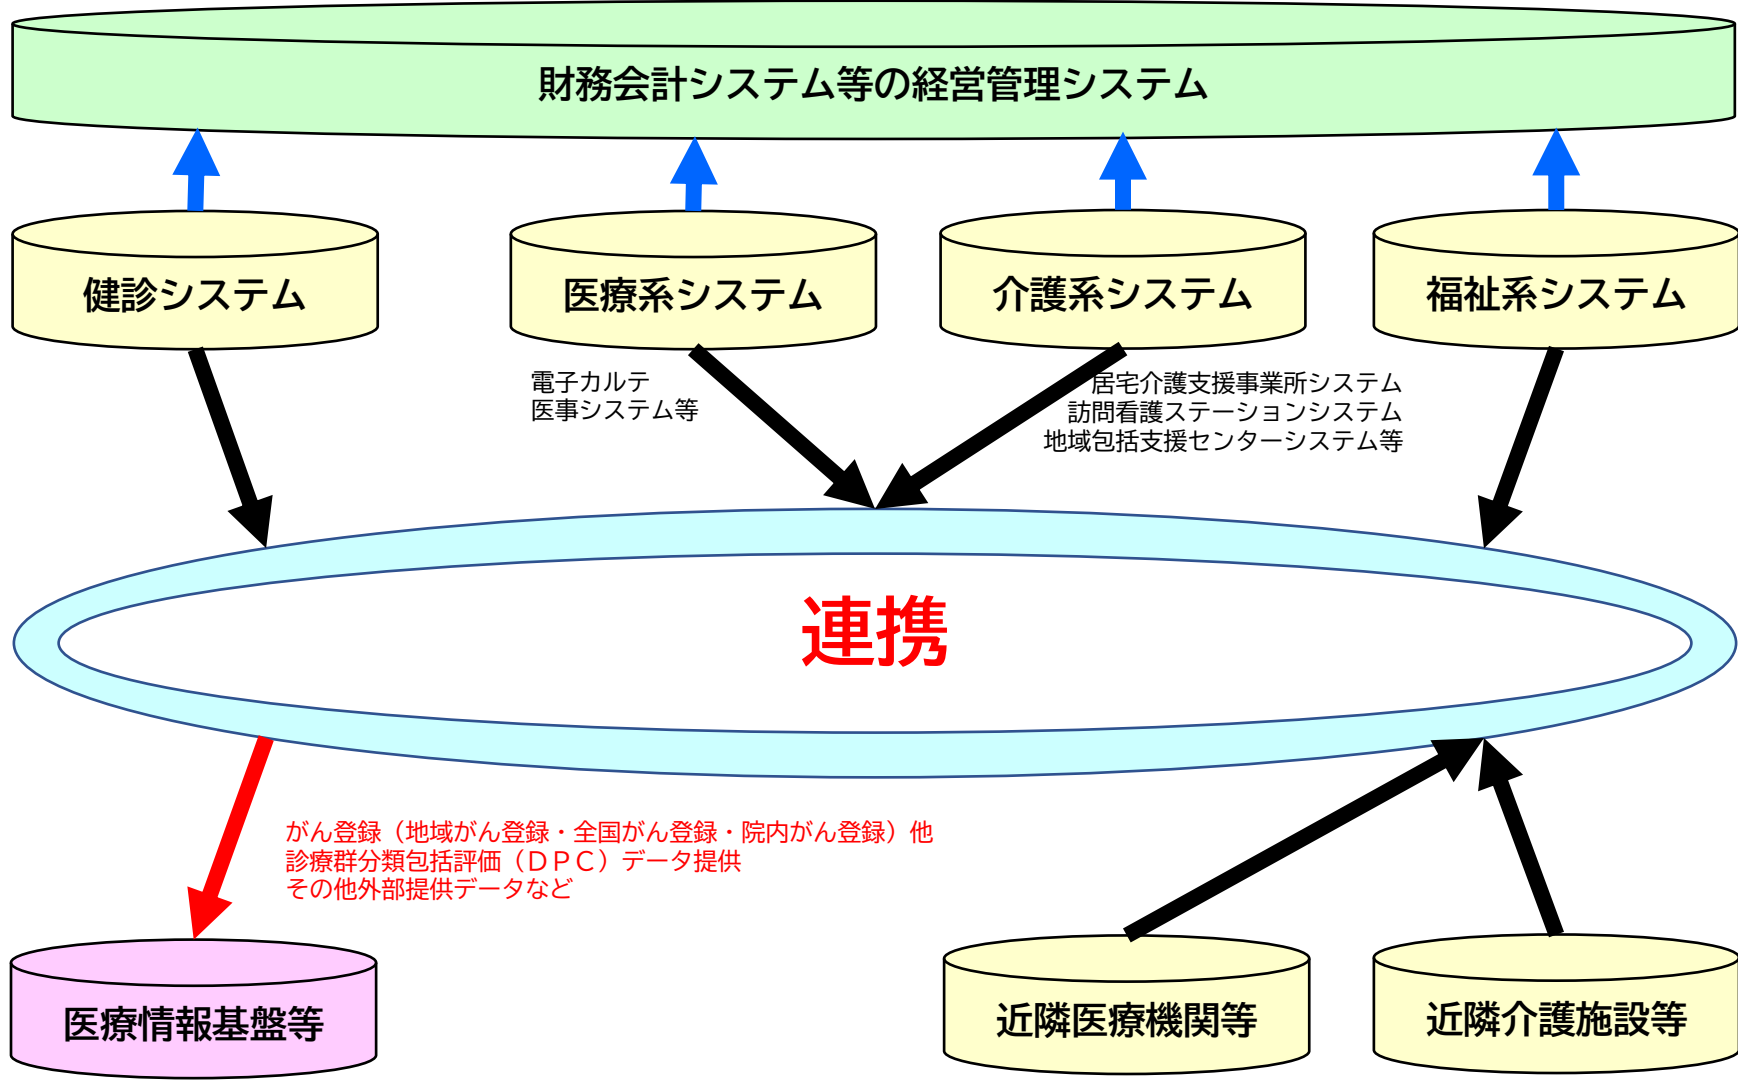 財務会計システム等の経営管理システム
健診システム
医療系システム
介護系システム
福祉系システム
電子カルテ
医事システム等
居宅介護支援事業所システム
訪問看護ステーションシステム
地域包括支援センターシステム等
連携
がん登録（地域がん登録・全国がん登録・院内がん登録）他
診療群分類包括評価（ＤＰＣ）データ提供
その他外部提供データなど
医療情報基盤等
近隣医療機関等
近隣介護施設等